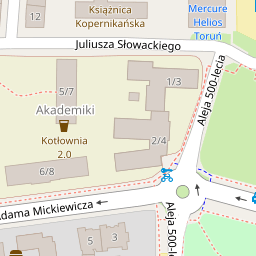 Książnica
Kopernikańska
12
Mercure
Helios
Toruń
Juliusza Słowackiego
1/3
5/7
Akademiki
Kotłownia
2.0
2/4
6/8
Aleja 500-lecia
Adama Mickiewicza
Aleja 500-l
5
3
8